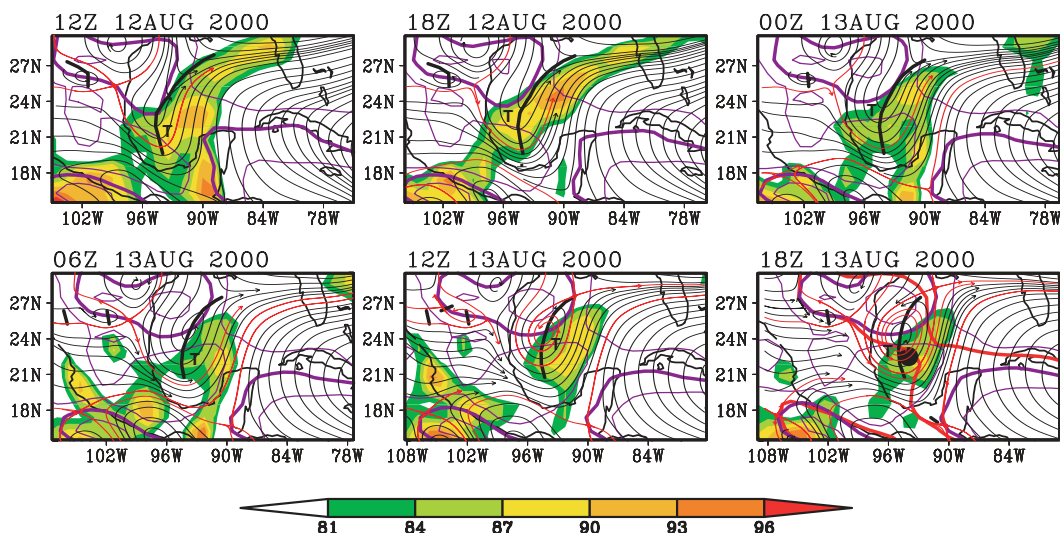 12Z 12AUG 2000
18Z 12AUG 2000
00Z 13AUG 2000
27N
24N
21N
18N
T
102W 96W 90W 84W 78W
27N
24N
21N
18N
T
102W 96W 90W 84W 78W
27N
24N
21N
18N
T
102W 96W 90W 84W 78W
06Z 13AUG 2000
12Z 13AUG 2000
18Z 13AUG 2000
27N
24N
21N
18N
T
102W 96W 90W 84W 78W
27N
24N
21N
18N
T
108W 102W 96W 90W 84W
27N
24N
21N
18N
108W 102W 96W 90W 84W
81 84 87 90 93 96